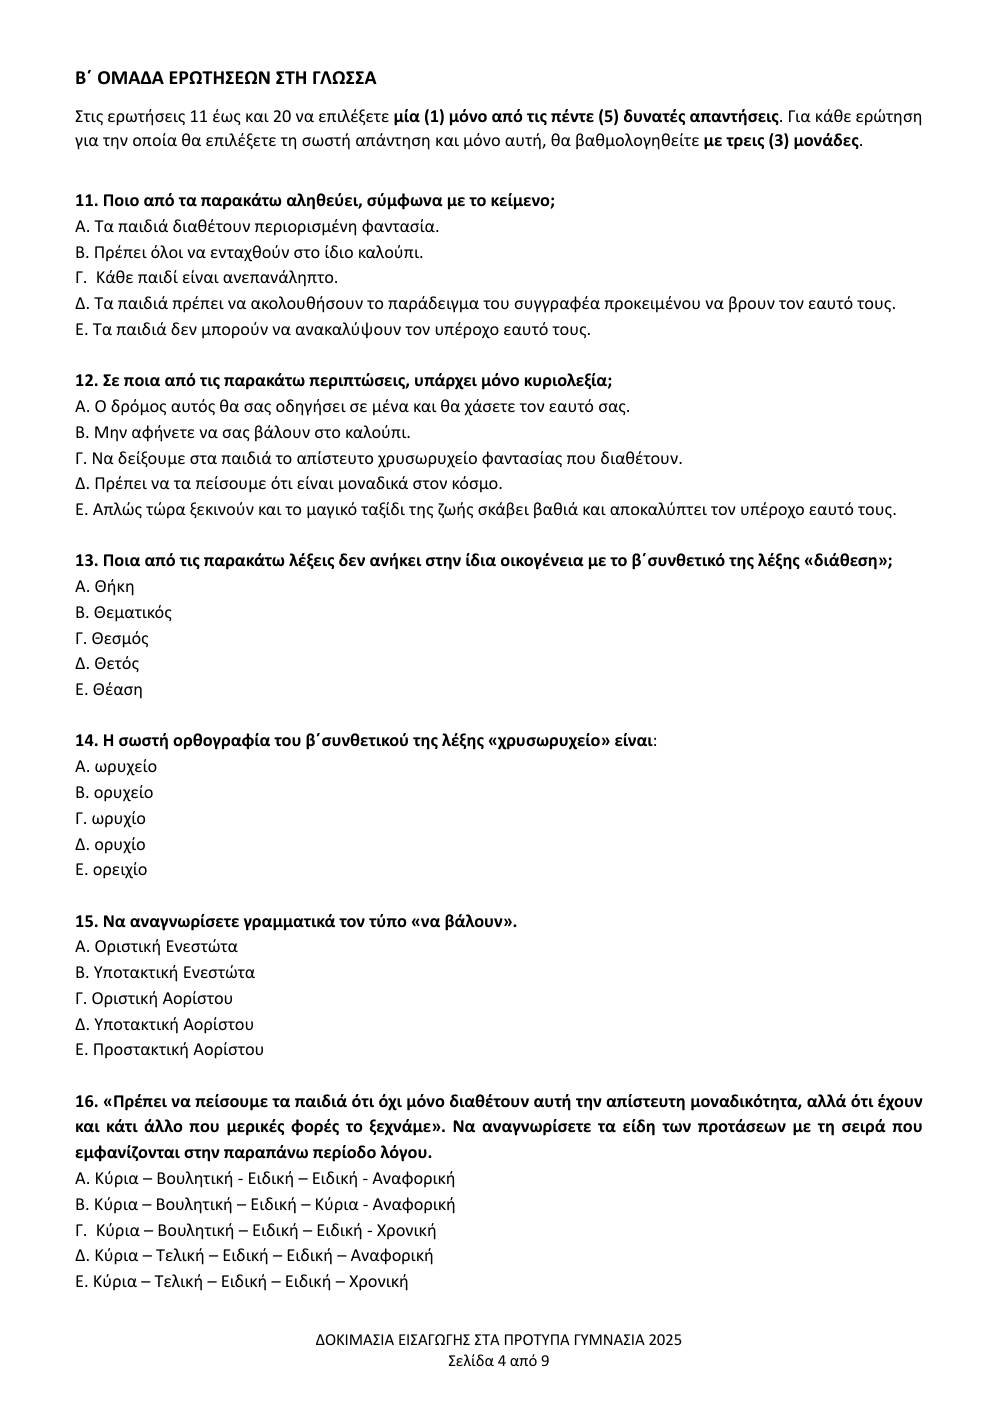 Β΄ ΟΜΑΔΑ ΕΡΩΤΗΣΕΩΝ ΣΤΗ ΓΛΩΣΣΑ
Στις ερωτήσεις 11 έως και 20 να επιλέξετε μία (1) μόνο από τις πέντε (5) δυνατές απαντήσεις. Για κάθε ερώτηση
για την οποία θα επιλέξετε τη σωστή απάντηση και μόνο αυτή, θα βαθμολογηθείτε με τρεις (3) μονάδες.
11. Ποιο από τα παρακάτω αληθεύει, σύμφωνα με το κείμενο;
Α. Τα παιδιά διαθέτουν περιορισμένη φαντασία.
Β. Πρέπει όλοι να ενταχθούν στο ίδιο καλούπι.
Γ. Κάθε παιδί είναι ανεπανάληπτο.
Δ. Τα παιδιά πρέπει να ακολουθήσουν το παράδειγμα του συγγραφέα προκειμένου να βρουν τον εαυτό τους.
Ε. Τα παιδιά δεν μπορούν να ανακαλύψουν τον υπέροχο εαυτό τους.
12. Σε ποια από τις παρακάτω περιπτώσεις, υπάρχει μόνο κυριολεξία;
Α. Ο δρόμος αυτός θα σας οδηγήσει σε μένα και θα χάσετε τον εαυτό σας.
Β. Μην αφήνετε να σας βάλουν στο καλούπι.
Γ. Να δείξουμε στα παιδιά το απίστευτο χρυσωρυχείο φαντασίας που διαθέτουν.
Δ. Πρέπει να τα πείσουμε ότι είναι μοναδικά στον κόσμο.
Ε. Απλώς τώρα ξεκινούν και το μαγικό ταξίδι της ζωής σκάβει βαθιά και αποκαλύπτει τον υπέροχο εαυτό τους.
13. Ποια από τις παρακάτω λέξεις δεν ανήκει στην ίδια οικογένεια με το β΄συνθετικό της λέξης «διάθεση»;
Α. Θήκη
Β. Θεματικός
Γ. Θεσμός
Δ. Θετός
Ε. Θέαση
14. Η σωστή ορθογραφία του β΄συνθετικού της λέξης «χρυσωρυχείο» είναι:
Α. ωρυχείο
Β. ορυχείο
Γ. ωρυχίο
Δ. ορυχίο
Ε. ορειχίο
15. Να αναγνωρίσετε γραμματικά τον τύπο «να βάλουν».
Α. Οριστική Ενεστώτα
Β. Υποτακτική Ενεστώτα
Γ. Οριστική Αορίστου
Δ. Υποτακτική Αορίστου
Ε. Προστακτική Αορίστου
16. «Πρέπει να πείσουμε τα παιδιά ότι όχι μόνο διαθέτουν αυτή την απίστευτη μοναδικότητα, αλλά ότι έχουν
και κάτι άλλο που μερικές φορές το ξεχνάμε». Να αναγνωρίσετε τα είδη των προτάσεων με τη σειρά που
εμφανίζονται στην παραπάνω περίοδο λόγου.
Α. Κύρια – Βουλητική - Ειδική – Ειδική - Αναφορική
Β. Κύρια – Βουλητική – Ειδική – Κύρια - Αναφορική
Γ. Κύρια – Βουλητική – Ειδική – Ειδική - Χρονική
Δ. Κύρια – Τελική – Ειδική – Ειδική – Αναφορική
Ε. Κύρια – Τελική – Ειδική – Ειδική – Χρονική
ΔΟΚΙΜΑΣΙΑ ΕΙΣΑΓΩΓΗΣ ΣΤΑ ΠΡΟΤΥΠΑ ΓΥΜΝΑΣΙΑ 2025
Σελίδα 4 από 9